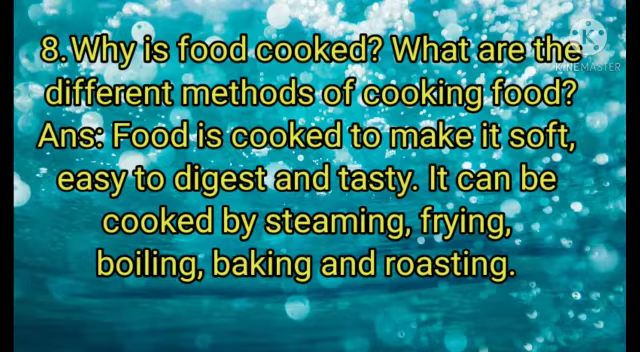 8.Why is food cooked? What are the
KINEMASTER
different methods of cooking food?
Ans: Food is cooked to make it soft,
easy to digest and tasty. It can be
cooked by steaming, frying,
boiling, baking and roasting.